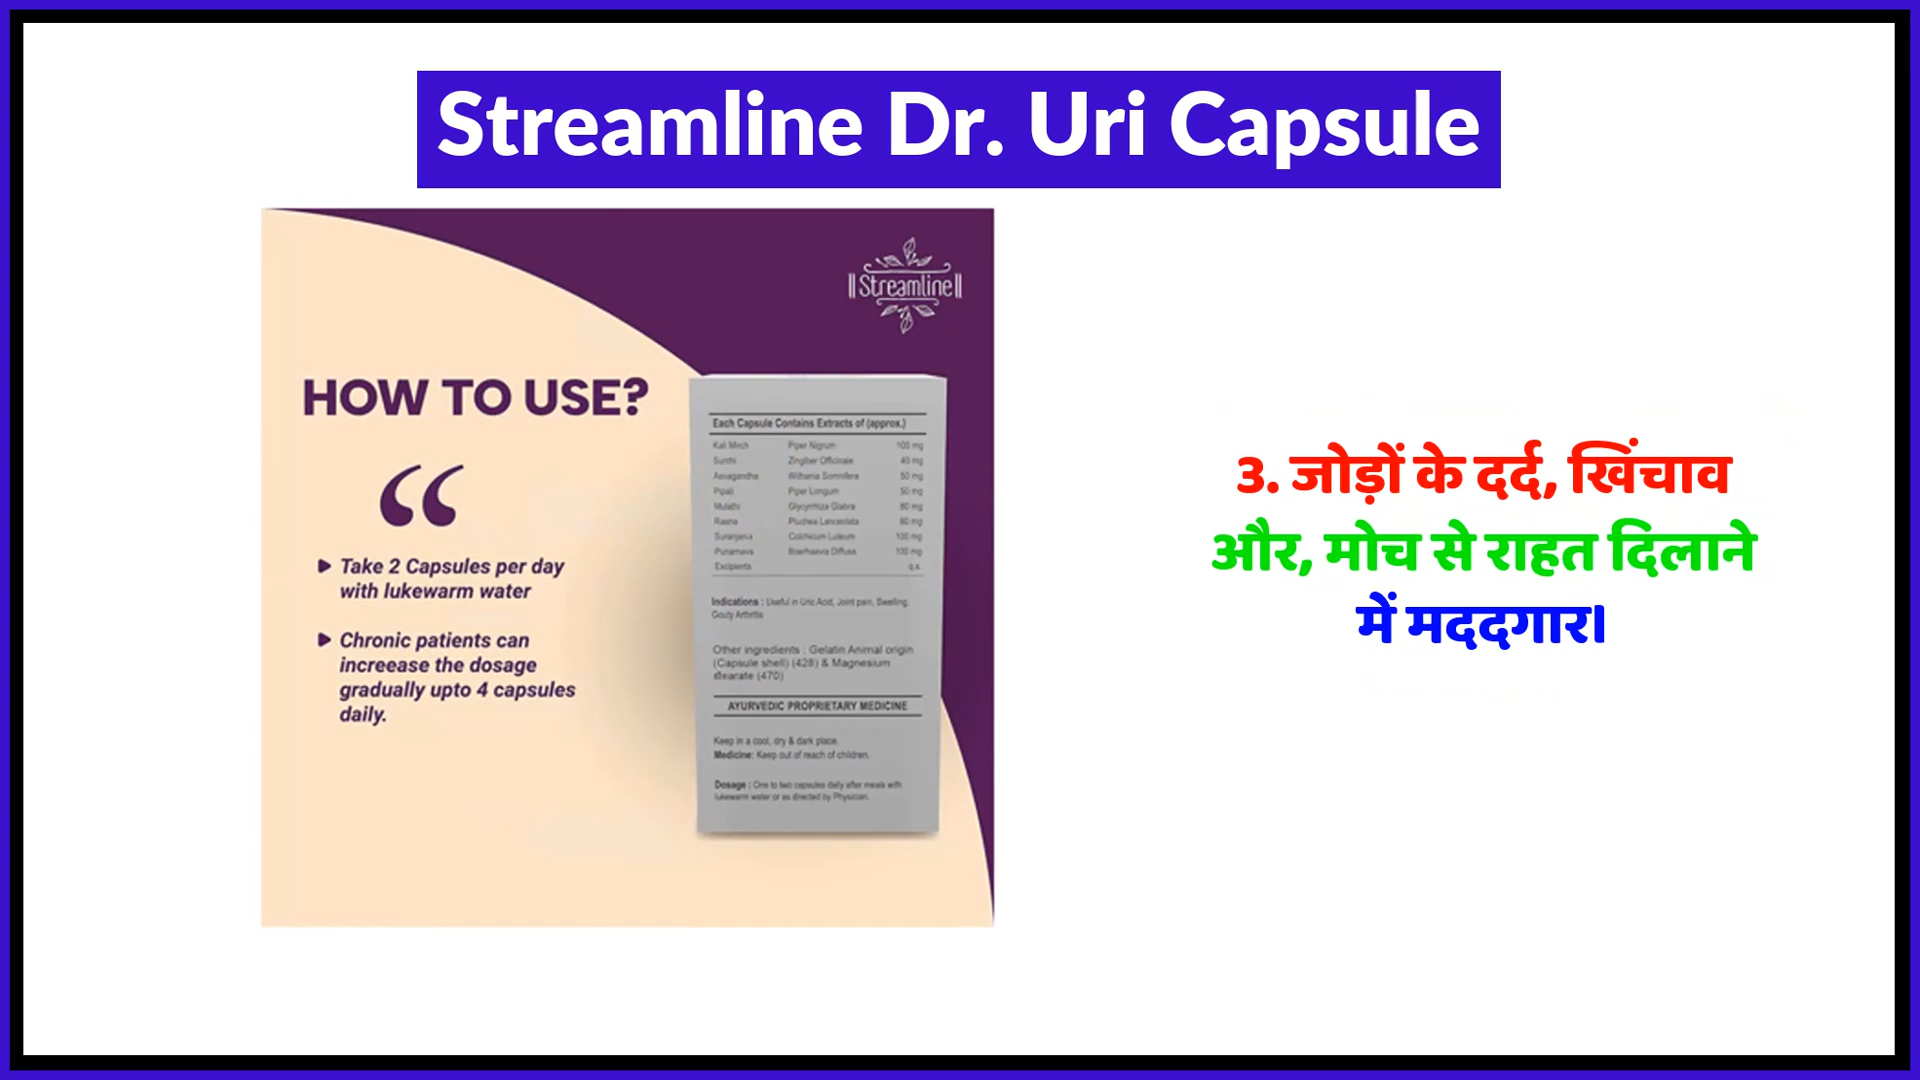 Streamline Dr. Uri Capsule
Streamline
HOW TO USE?
“
Take 2 Capsules per day
with lukewarm water
Chronic patients can
increease the dosage
gradually upto 4 capsules
daily.
Each Capsule Contains Extracts of (approx.)
Kali Mirch Piper Nigrum 100 mg
Sunthi Zingiber Officinale 40 mg
Aswagandha Withania Somnifera 50 mg
Pipali Piper Longum 50 mg
Mulathi Glycyrrhiza Glabra 80 mg
Rasna Pluchea Lanceolata 80 mg
Suranjarva Colchicum Luteum 100 mg
Punarnava Boerhaavia Diffuse 100 mg
Excipients q.s.
Indications : Useful in Uric Acid, Joint pain, Swelling,
Gouty Arthritis
Other ingredients : Gelatin Animal origin
(Capsule shell) (428) & Magnesium
stearate (470)
AYURVEDIC PROPRIETARY MEDICINE
Keep in a cool, dry & dark place.
Medicine: Keep out of reach of children.
Dosage : One to two capsules daily after meals with
lukewarm water or as directed by Physician.
3. जोड़ों के दर्द, खिंचाव
और, मोच से राहत दिलाने
में मददगार।